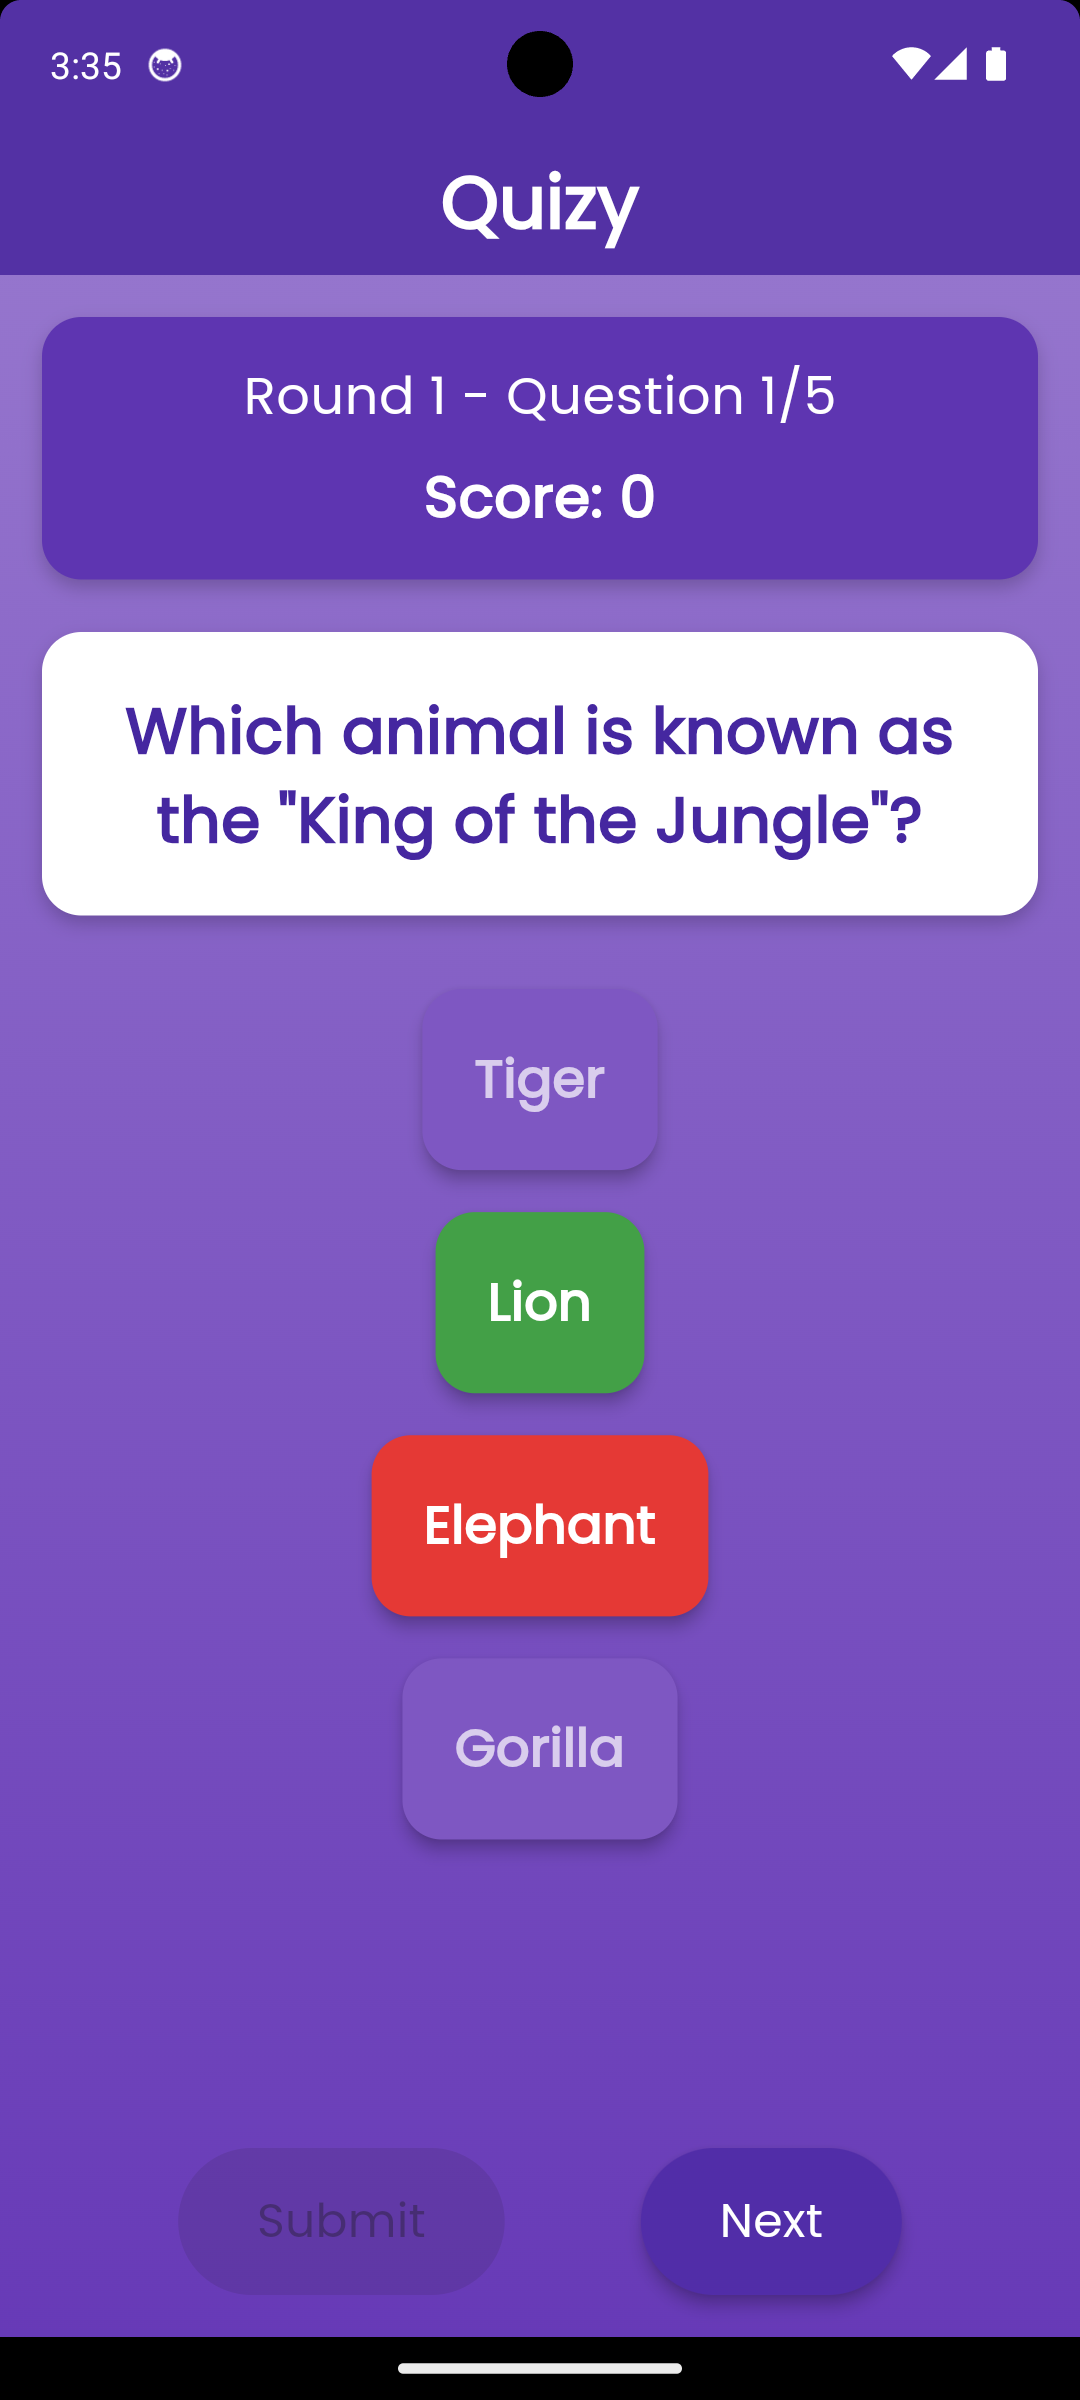 3:35
Quizy
Round 1 - Question 1/5
Score: 0
Which animal is known as
the "King of the Jungle"?
Tiger
Lion
Elephant
Gorilla
Submit
Next